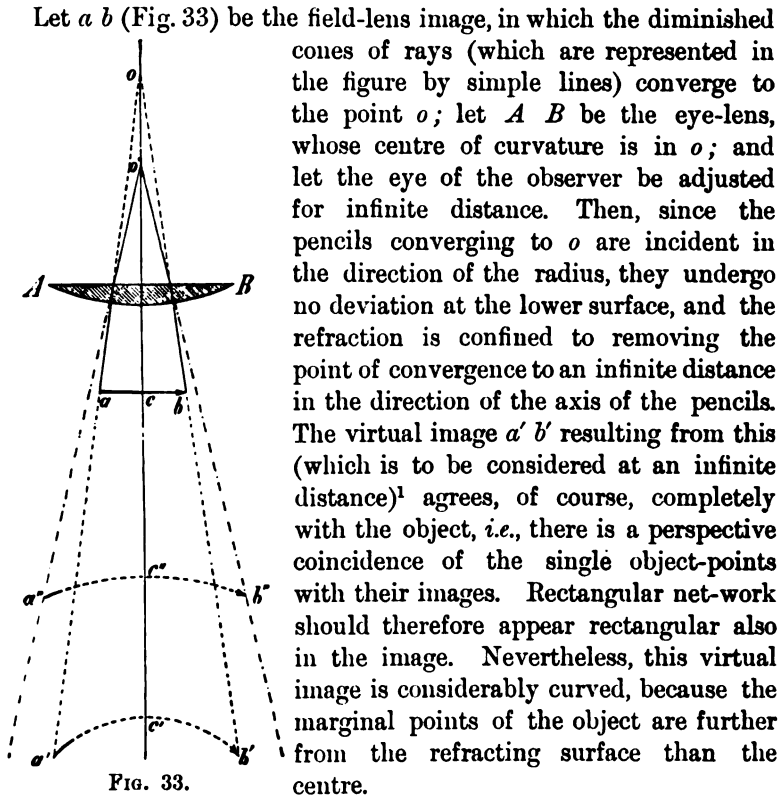 Let a b (Fig. 33) be the field-lens image, in which the diminished
cones of rays (which are represented in
the figure by simple lines) converge to
the point o; let A B be the eye-lens,
whose centre of curvature is in o; and
let the eye of the observer be adjusted
for infinite distance. Then, since the
pencils converging to o are incident in
the direction of the radius, they undergo
no deviation at the lower surface, and the
refraction is confined to removing the
point of convergence to an infinite distance
in the direction of the axis of the pencils.
The virtual image a′ b′ resulting from this
(which is to be considered at an infinite
distance)¹ agrees, of course, completely
with the object, i.e., there is a perspective
coincidence of the single object-points
with their images. Rectangular net-work
should therefore appear rectangular also
in the image. Nevertheless, this virtual
image is considerably curved, because the
marginal points of the object are further
from the refracting surface than the
centre.
o
A B
a c b
a″ c″ b″
a′ b′
FIG. 33.